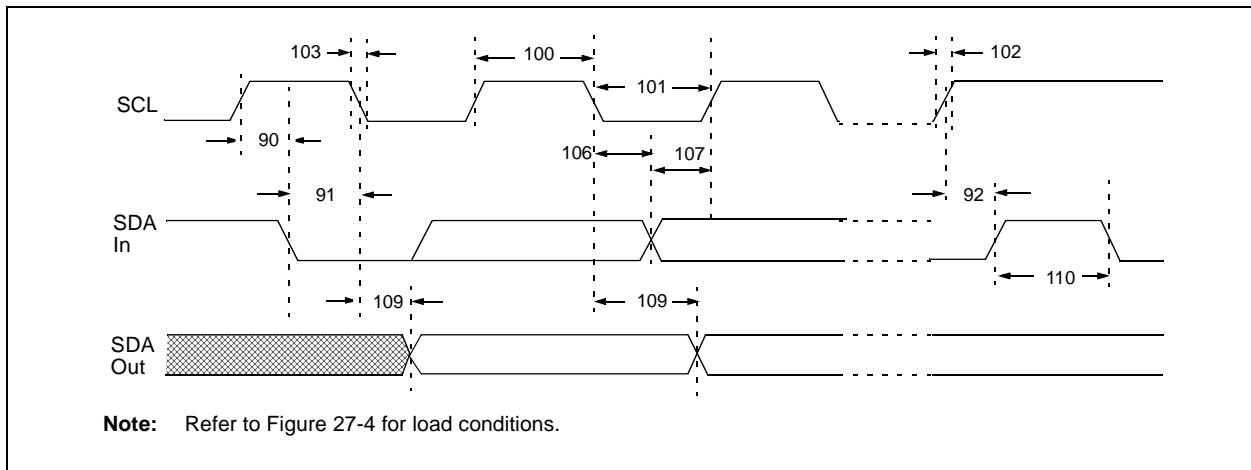 103
100
102
SCL
101
90
106
107
91
92
SDA
In
110
109
109
SDA
Out
Note: Refer to Figure 27-4 for load conditions.